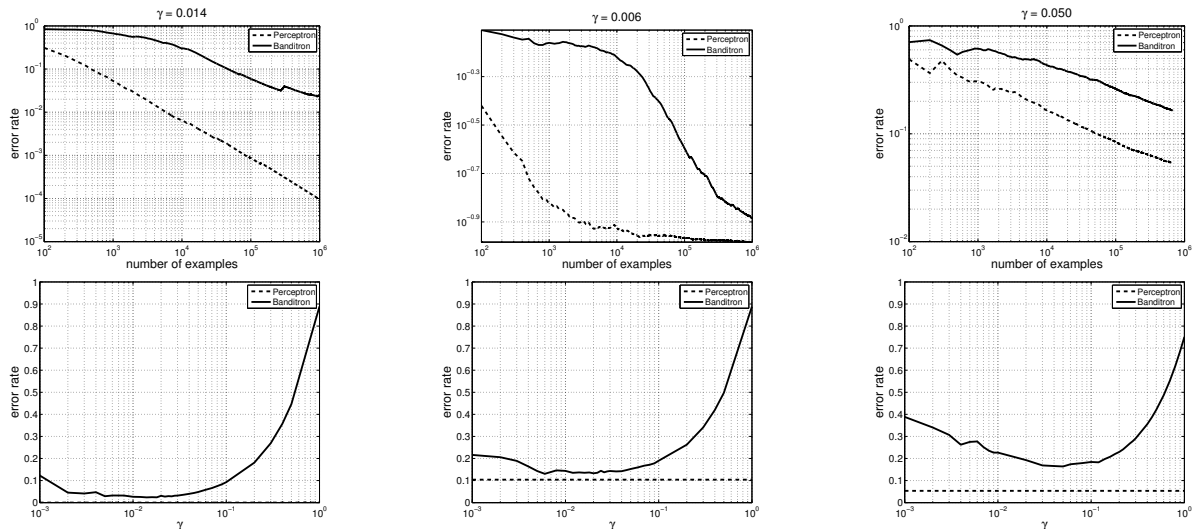 γ = 0.014
Perceptron
Banditron
10^0
10^−1
10^−2
10^−3
10^−4
10^−5
error rate
10^2
10^3
10^4
10^5
10^6
number of examples
γ = 0.006
Perceptron
Banditron
10^−0.3
10^−0.5
10^−0.7
10^−0.9
error rate
10^2
10^3
10^4
10^5
10^6
number of examples
γ = 0.050
Perceptron
Banditron
10^0
10^−1
10^−2
error rate
10^2
10^3
10^4
10^5
10^6
number of examples
Perceptron
Banditron
1
0.9
0.8
0.7
0.6
0.5
0.4
0.3
0.2
0.1
0
error rate
10^−3
10^−2
10^−1
10^0
γ
Perceptron
Banditron
1
0.9
0.8
0.7
0.6
0.5
0.4
0.3
0.2
0.1
0
error rate
10^−3
10^−2
10^−1
10^0
γ
Perceptron
Banditron
1
0.9
0.8
0.7
0.6
0.5
0.4
0.3
0.2
0.1
0
error rate
10^−3
10^−2
10^−1
10^0
γ